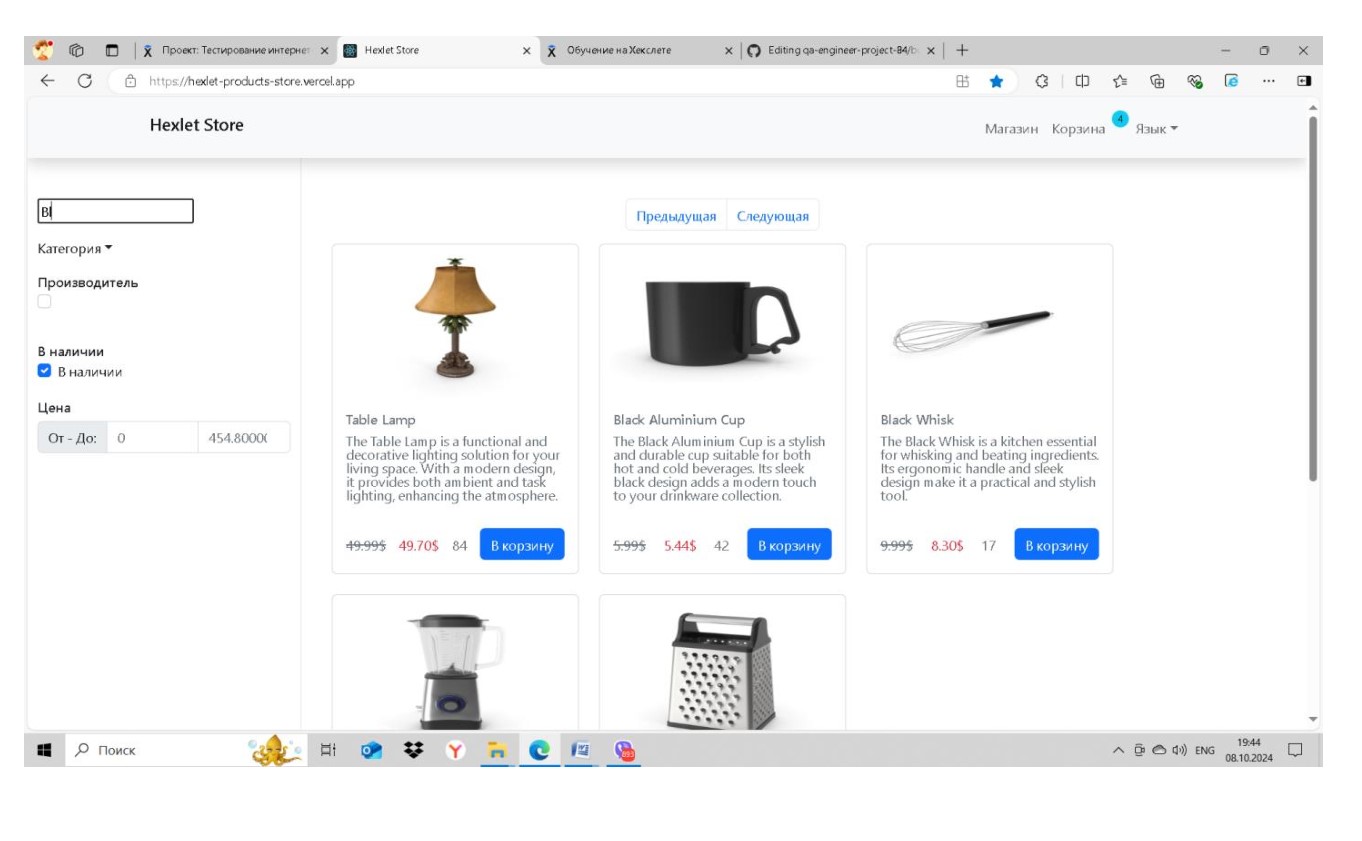 Проект: Тестирование интернет
Hexlet Store
Обучение на Хекслете
Editing qa-engineer-project-84/b
https://hexlet-products-store.vercel.app
Hexlet Store
Магазин Корзина 4 Язык
Bl
Предыдущая Следующая
Категория
Производитель
В наличии
В наличии
Цена
От - До: 0 454.8000
Table Lamp
The Table Lamp is a functional and
decorative lighting solution for your
living space. With a modern design,
it provides both ambient and task
lighting, enhancing the atmosphere.
49.99$ 49.70$ 84 В корзину
Black Aluminium Cup
The Black Aluminium Cup is a stylish
and durable cup suitable for both
hot and cold beverages. Its sleek
black design adds a modern touch
to your drinkware collection.
5.99$ 5.44$ 42 В корзину
Black Whisk
The Black Whisk is a kitchen essential
for whisking and beating ingredients.
Its ergonomic handle and sleek
design make it a practical and stylish
tool.
9.99$ 8.30$ 17 В корзину
Поиск
ENG
19:44
08.10.2024